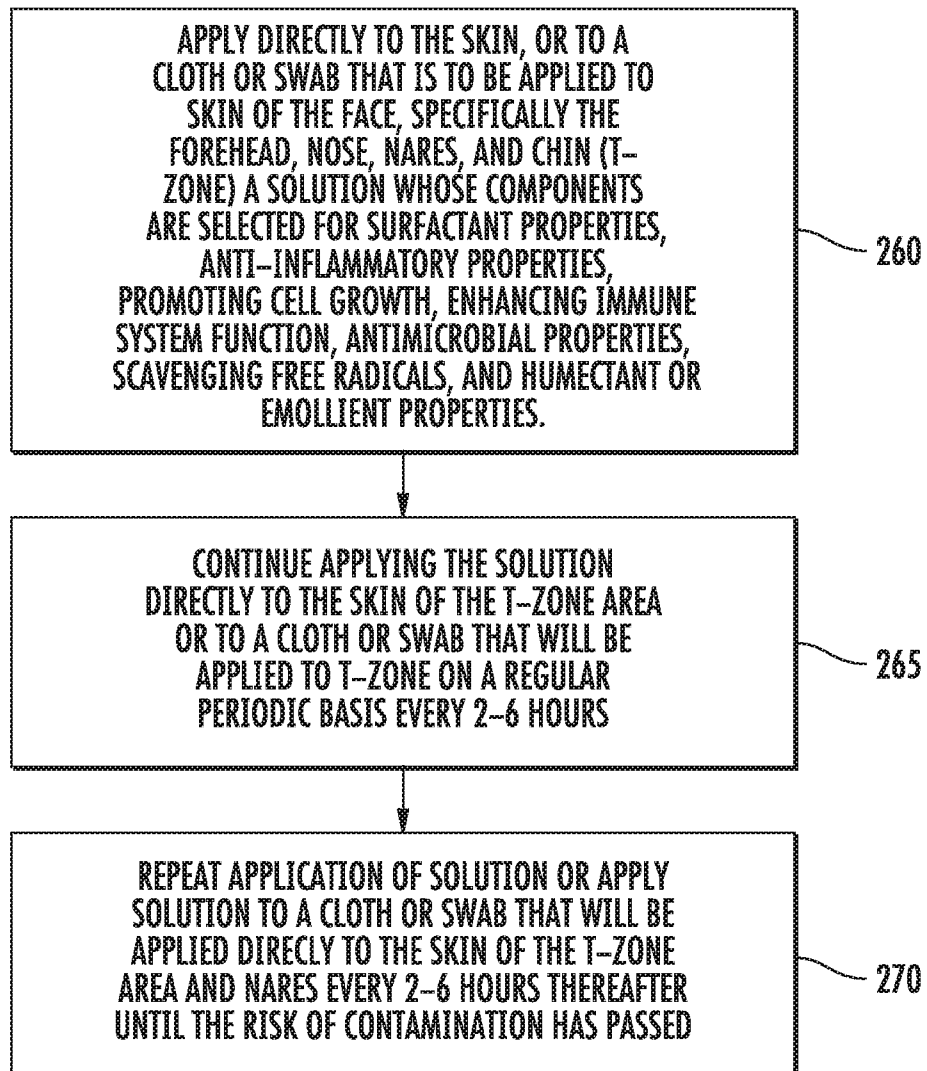 APPLY DIRECTLY TO THE SKIN, OR TO A
CLOTH OR SWAB THAT IS TO BE APPLIED TO
SKIN OF THE FACE, SPECIFICALLY THE
FOREHEAD, NOSE, NARES, AND CHIN (T-
ZONE) A SOLUTION WHOSE COMPONENTS
ARE SELECTED FOR SURFACTANT PROPERTIES,
ANTI-INFLAMMATORY PROPERTIES,
PROMOTING CELL GROWTH, ENHANCING IMMUNE
SYSTEM FUNCTION, ANTIMICROBIAL PROPERTIES,
SCAVENGING FREE RADICALS, AND HUMECTANT OR
EMOLLIENT PROPERTIES.
260
CONTINUE APPLYING THE SOLUTION
DIRECTLY TO THE SKIN OF THE T-ZONE AREA
OR TO A CLOTH OR SWAB THAT WILL BE
APPLIED TO T-ZONE ON A REGULAR
PERIODIC BASIS EVERY 2-6 HOURS
265
REPEAT APPLICATION OF SOLUTION OR APPLY
SOLUTION TO A CLOTH OR SWAB THAT WILL BE
APPLIED DIRECLY TO THE SKIN OF THE T-ZONE
AREA AND NARES EVERY 2-6 HOURS THEREAFTER
UNTIL THE RISK OF CONTAMINATION HAS PASSED
270